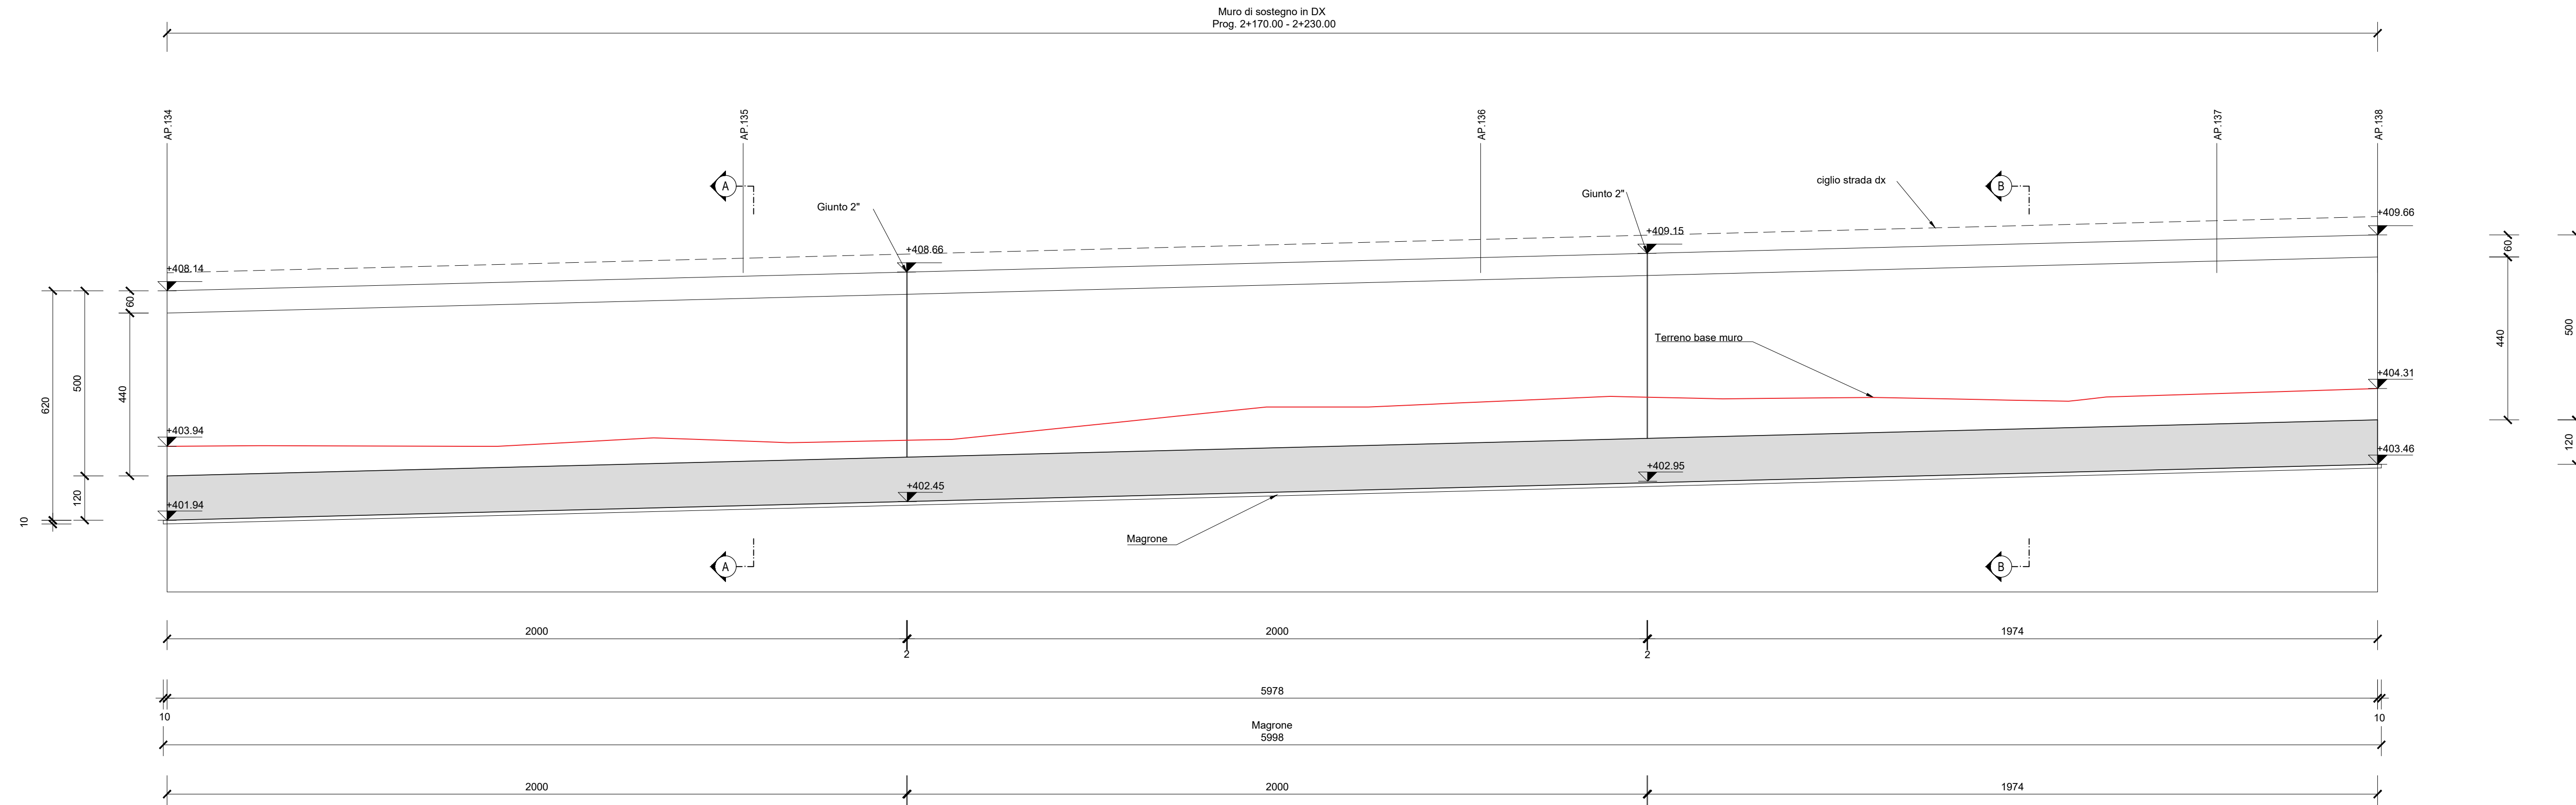 Muro di sostegno in DX
Prog. 2+170.00 - 2+230.00
AP.134
AP.135
AP.136
AP.137
AP.138
A
B
Giunto 2"
Giunto 2"
ciglio strada dx
+408.14
+408.66
+409.15
+409.66
60
60
620
500
440
440
500
Terreno base muro
+403.94
+404.31
120
120
10
+401.94
+402.45
+402.95
+403.46
Magrone
A
B
2000
2000
1974
2
2
5978
10
10
Magrone
5998
2000
2000
1974